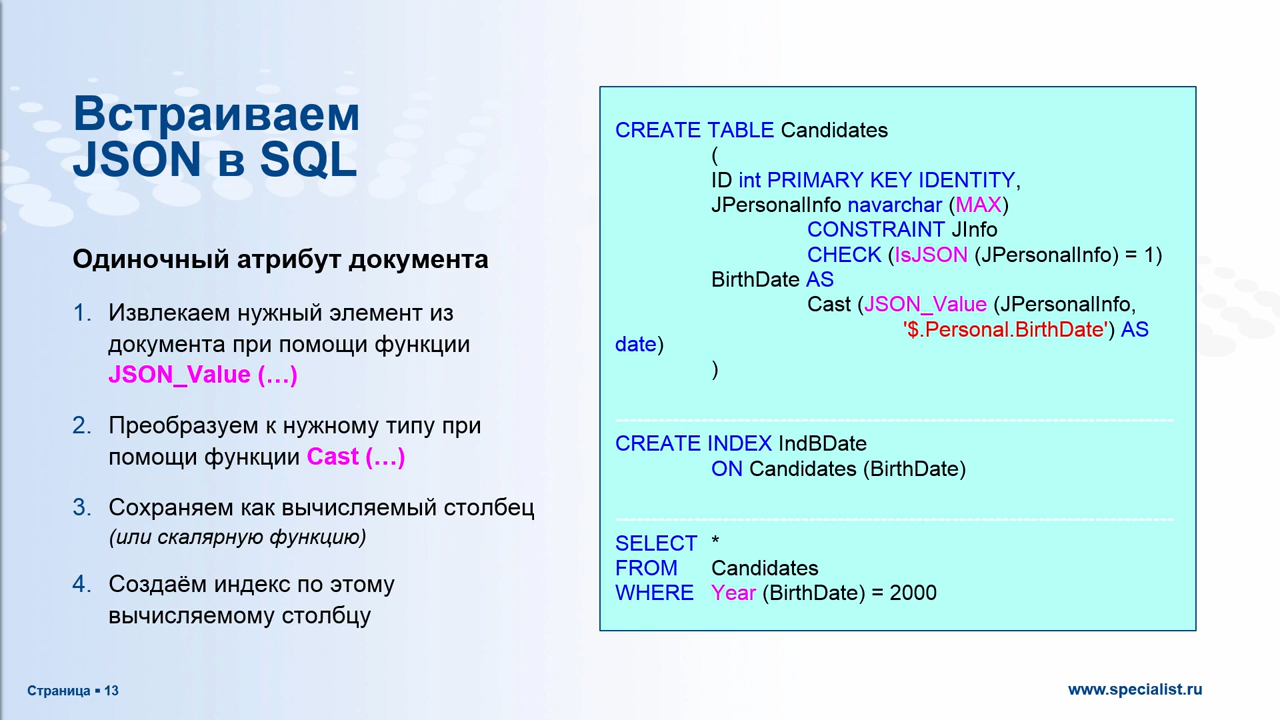 Встраиваем
JSON в SQL
Одиночный атрибут документа
1. Извлекаем нужный элемент из
документа при помощи функции
JSON_Value (…)
2. Преобразуем к нужному типу при
помощи функции Cast (…)
3. Сохраняем как вычисляемый столбец
(или скалярную функцию)
4. Создаём индекс по этому
вычисляемому столбцу
CREATE TABLE Candidates
(
ID int PRIMARY KEY IDENTITY,
JPersonalInfo navarchar (MAX)
CONSTRAINT JInfo
CHECK (IsJSON (JPersonalInfo) = 1)
BirthDate AS
Cast (JSON_Value (JPersonalInfo,
'$.Personal.BirthDate') AS
date)
)
CREATE INDEX IndBDate
ON Candidates (BirthDate)
SELECT *
FROM Candidates
WHERE Year (BirthDate) = 2000
Страница ▪ 13
www.specialist.ru